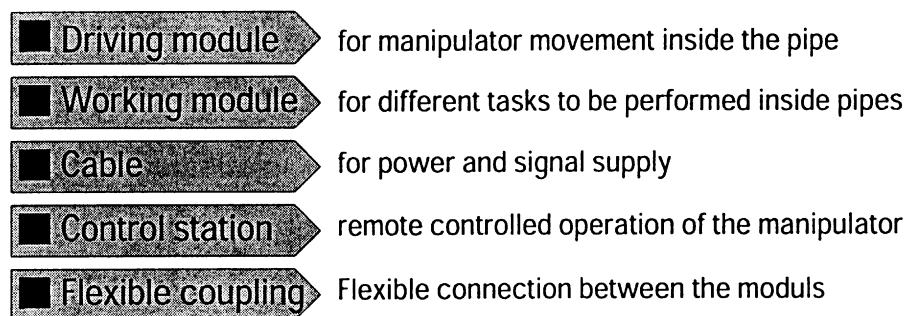 Driving module for manipulator movement inside the pipe
Working module for different tasks to be performed inside pipes
Cable for power and signal supply
Control station remote controlled operation of the manipulator
Flexible coupling Flexible connection between the moduls